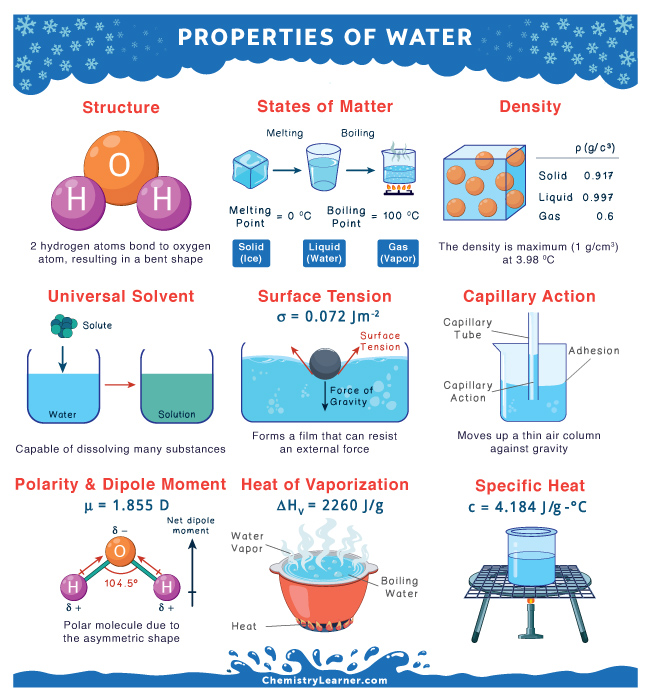 PROPERTIES OF WATER
Structure
O
H
H
2 hydrogen atoms bond to oxygen
atom, resulting in a bent shape
States of Matter
Melting
Boiling
Melting
Point
= 0 ⁰C
Boiling
Point
= 100 ⁰C
Solid
(Ice)
Liquid
(Water)
Gas
(Vapor)
Density
ρ (g/c³)
Solid 0.917
Liquid 0.997
Gas 0.6
The density is maximum (1 g/cm³)
at 3.98 ⁰C
Universal Solvent
Solute
Water
Solution
Capable of dissolving many substances
Surface Tension
σ = 0.072 Jm⁻²
Surface
Tension
Force of
Gravity
Forms a film that can resist
an external force
Capillary Action
Capillary
Tube
Adhesion
Capillary
Action
Moves up a thin air column
against gravity
Polarity & Dipole Moment
μ = 1.855 D
δ –
O
Net dipole
moment
104.5⁰
H
H
δ +
δ +
Polar molecule due to
the asymmetric shape
Heat of Vaporization
ΔHᵥ = 2260 J/g
Water
Vapor
Boiling
Water
Heat
Specific Heat
c = 4.184 J/g-°C
ChemistryLearner.com